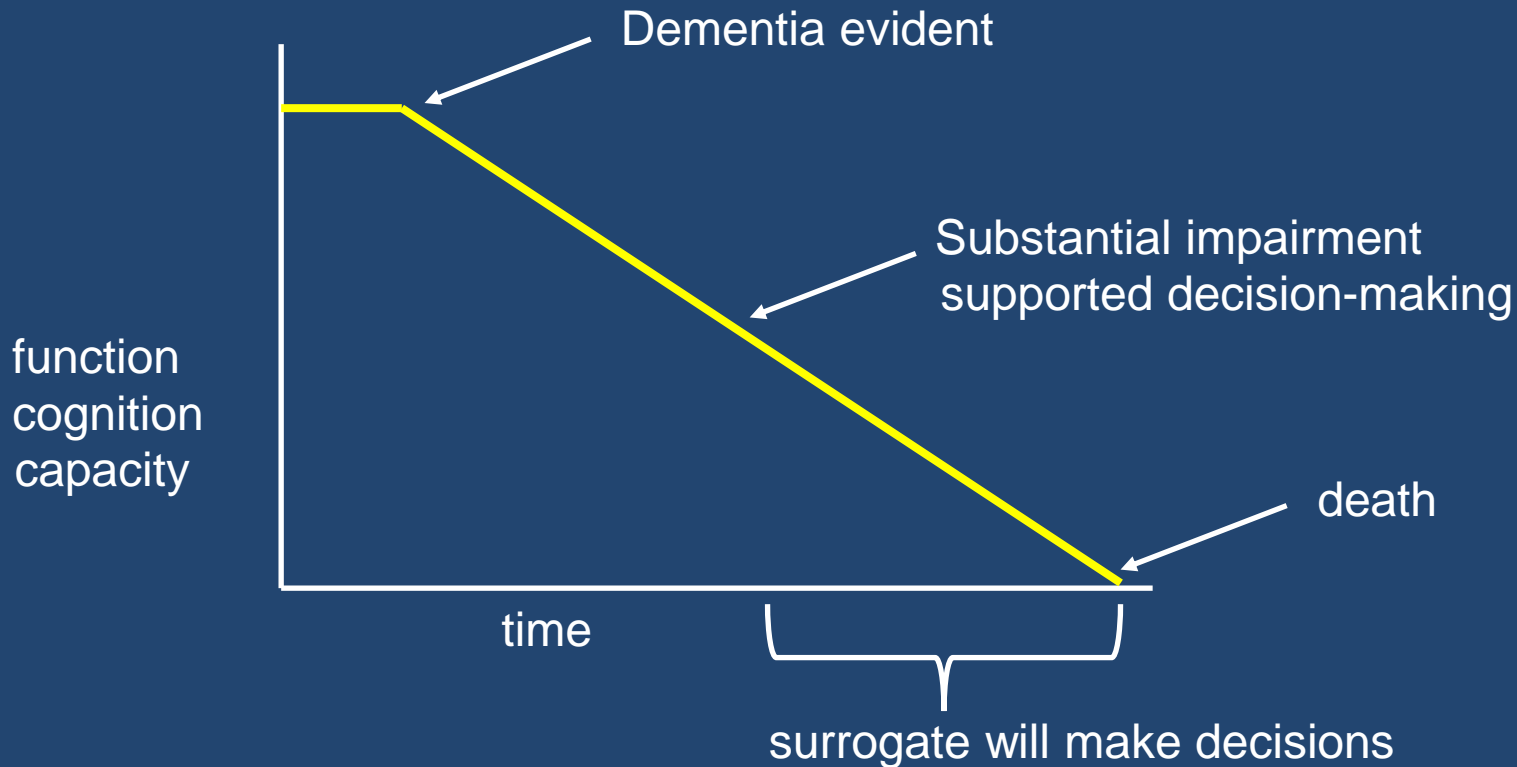 Dementia evident
Substantial impairment
supported decision-making
function
cognition
capacity
death
time
surrogate will make decisions